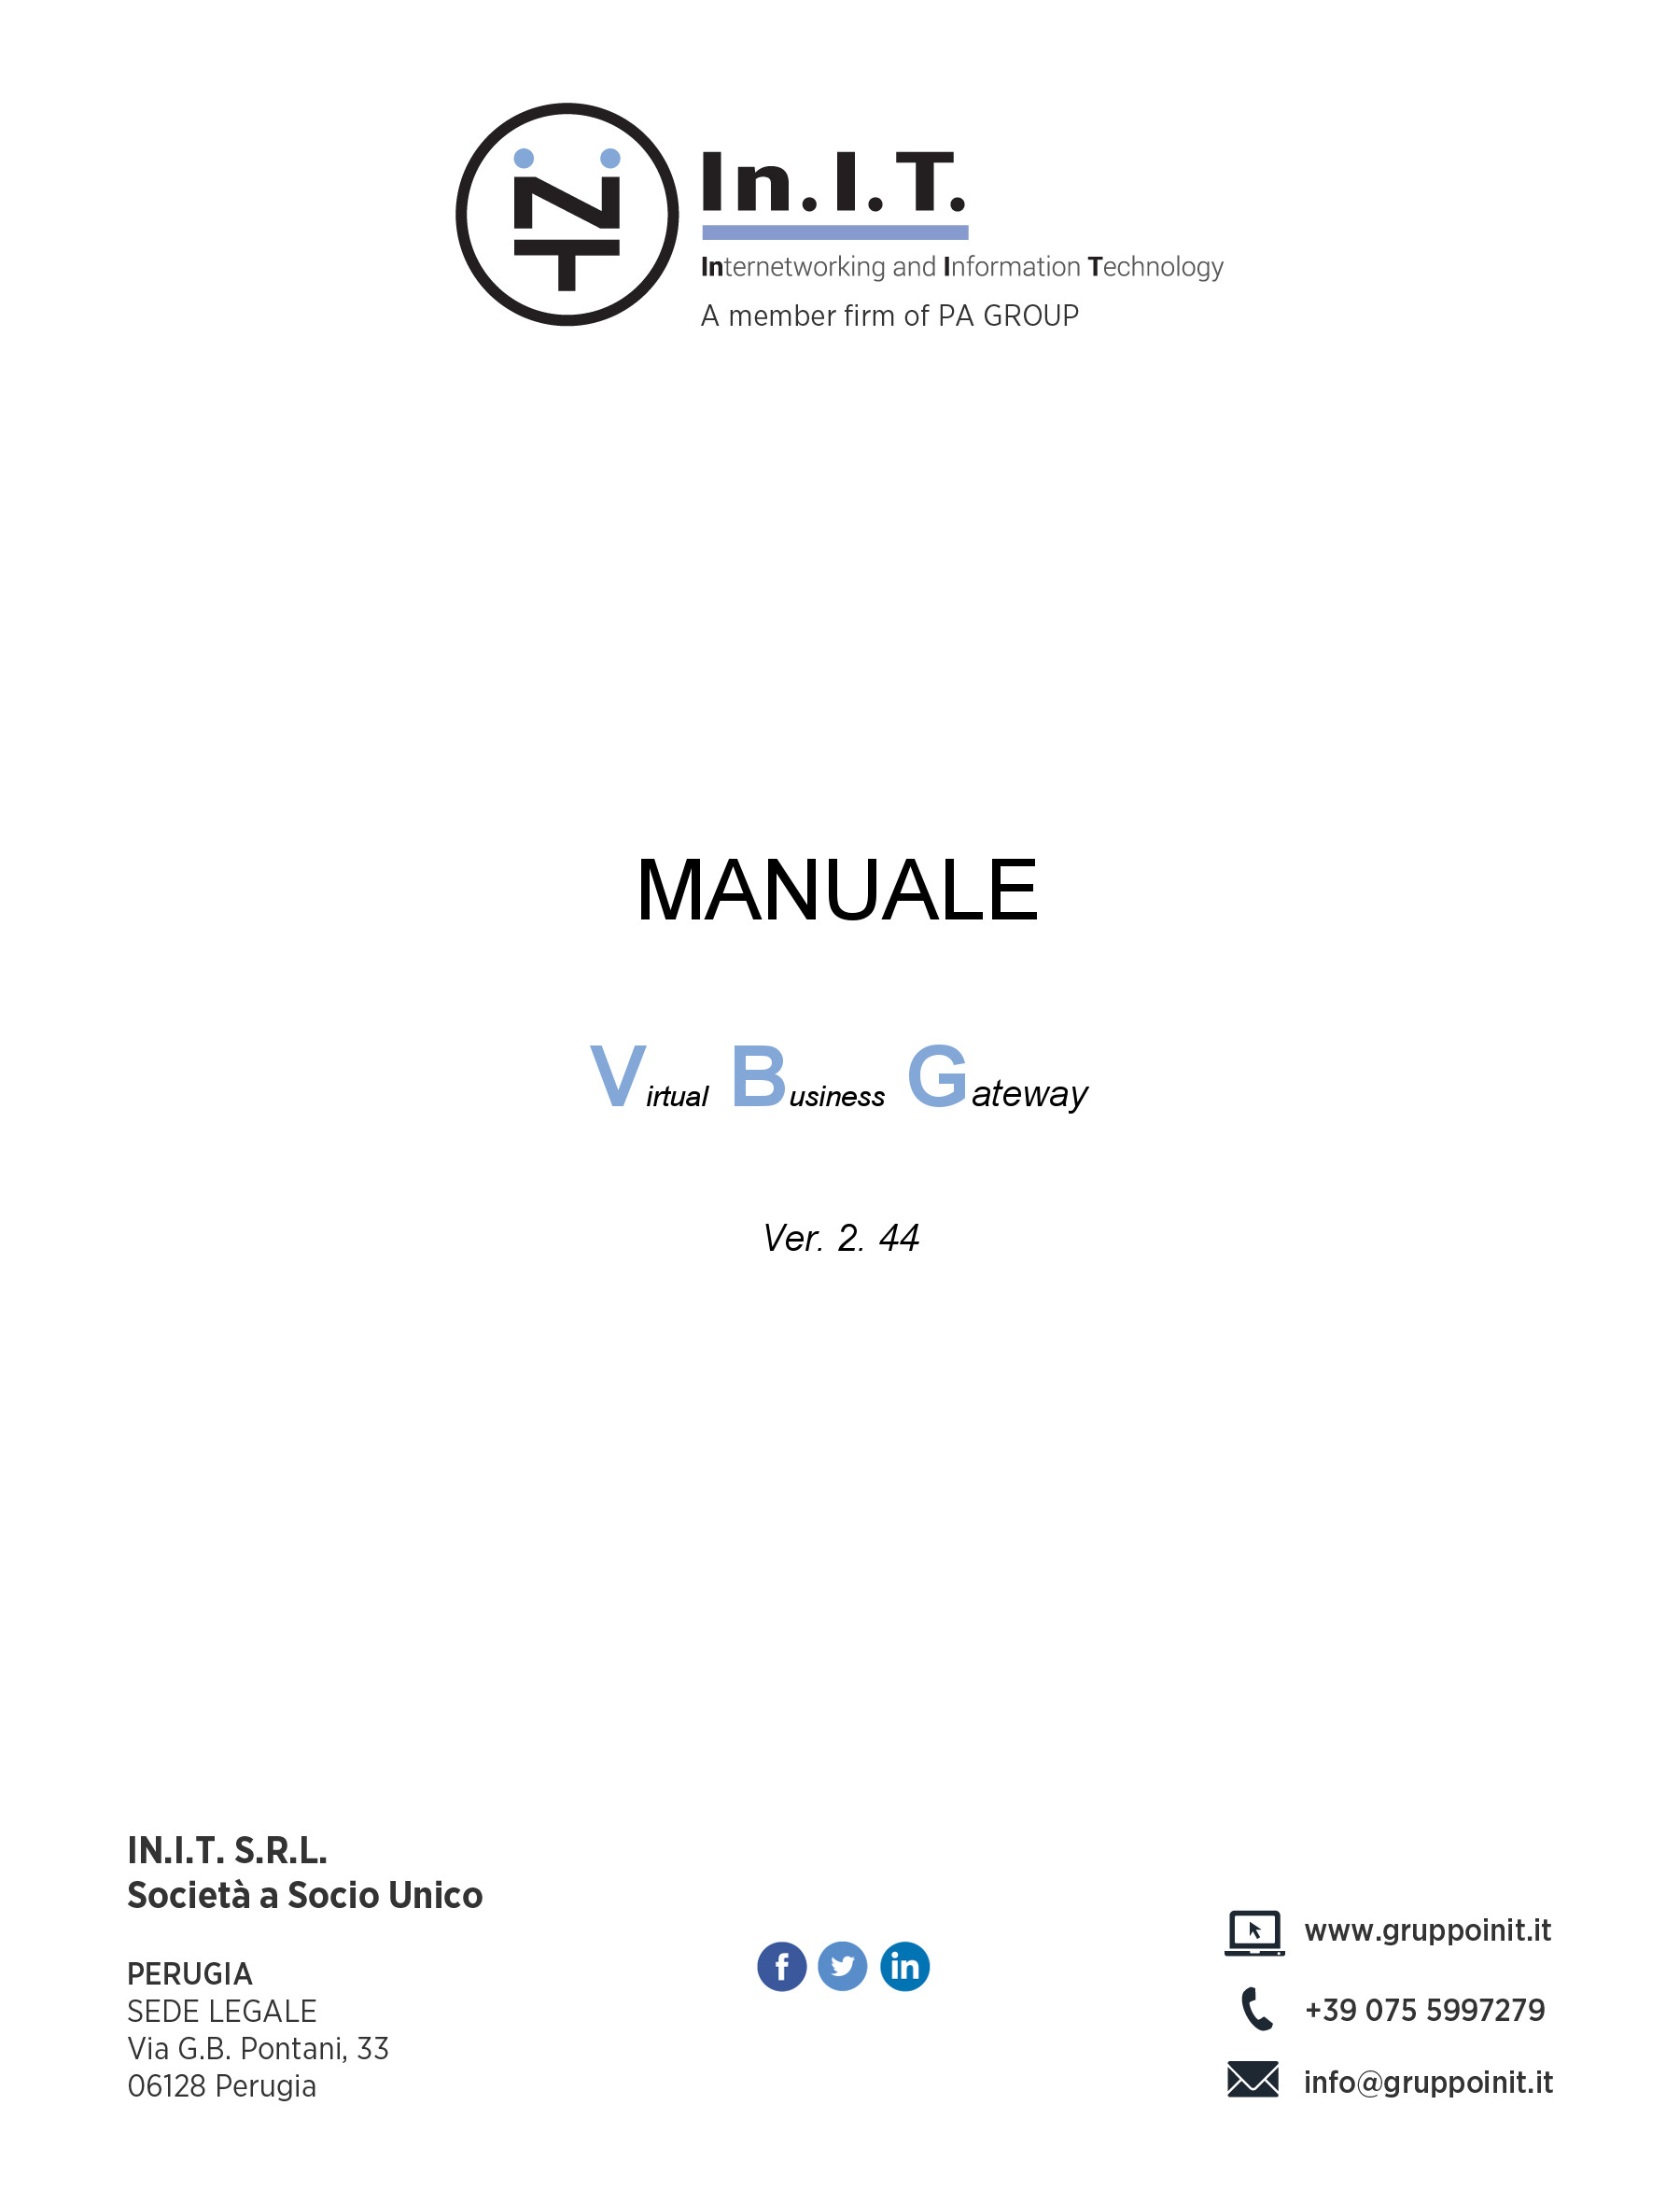 In.I.T.
Internetworking and Information Technology
A member firm of PA GROUP
MANUALE
Virtual Business Gateway
Ver. 2. 44
IN.I.T. S.R.L.
Società a Socio Unico
PERUGIA
SEDE LEGALE
Via G.B. Pontani, 33
06128 Perugia
www.gruppoinit.it
+39 075 5997279
info@gruppoinit.it